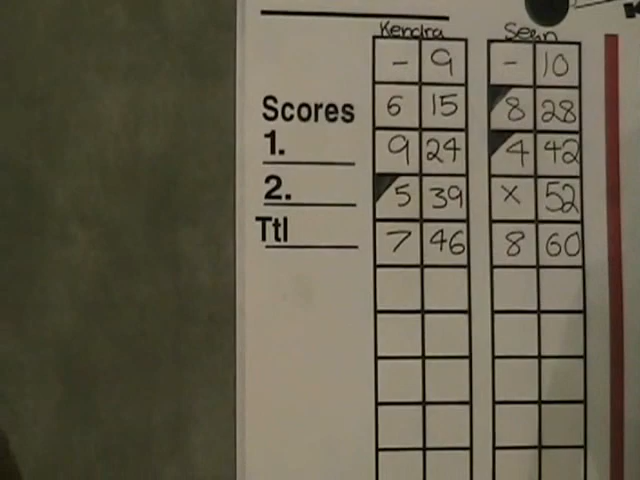 Kendra Sean
- 9 - 10
Scores 6 15 8 28
1. 9 24 4 42
2. 5 39 x 52
Ttl 7 46 8 60